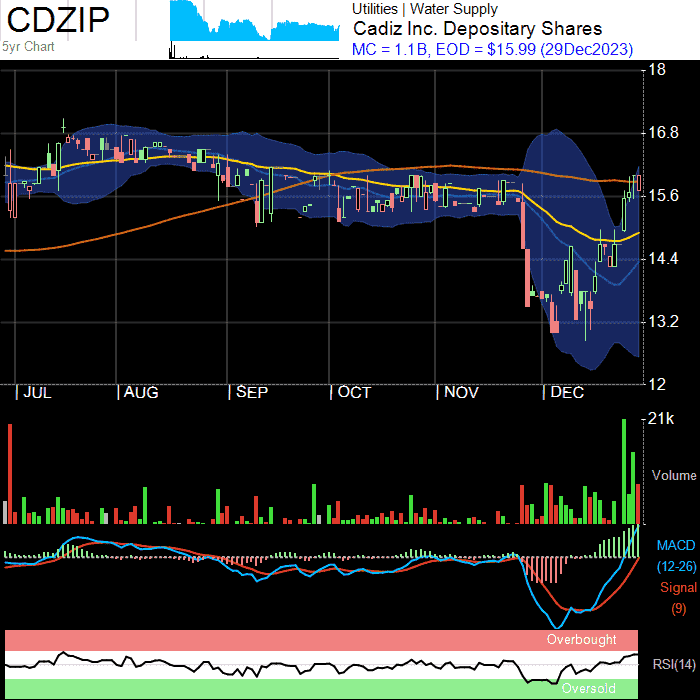 CDZIP
5yr Chart
Utilities | Water Supply
Cadiz Inc. Depositary Shares
MC = 1.1B, EOD = $15.99 (29Dec2023)
18
16.8
15.6
14.4
13.2
12
| JUL | AUG | SEP | OCT | NOV | DEC
21k
Volume
MACD
(12-26)
Signal
(9)
Overbought
RSI(14)
Oversold